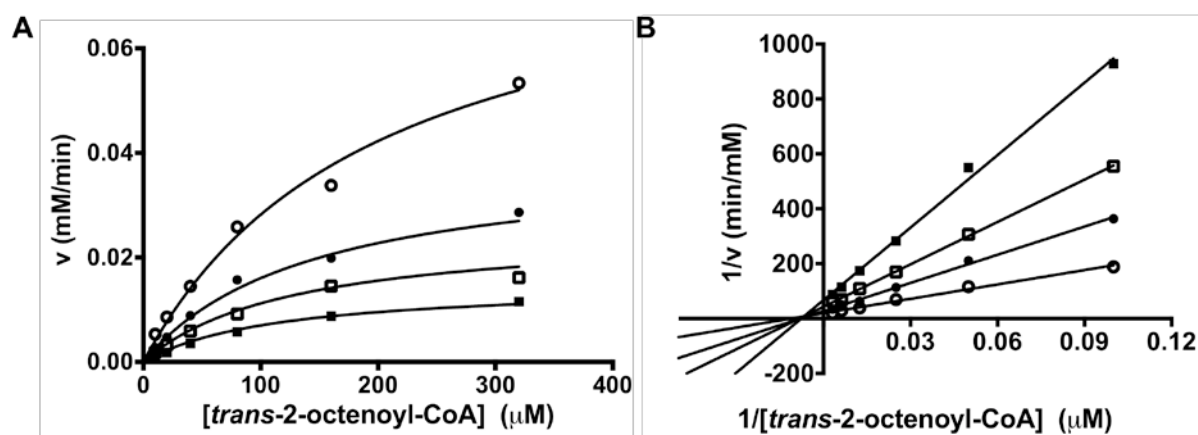 A
B
v (mM/min)
0.06
0.04
0.02
0.00
0 100 200 300 400
[trans-2-octenoyl-CoA] (μM)
1/v (min/mM)
1000
800
600
400
200
-200
0.03 0.06 0.09 0.12
1/[trans-2-octenoyl-CoA] (μM)